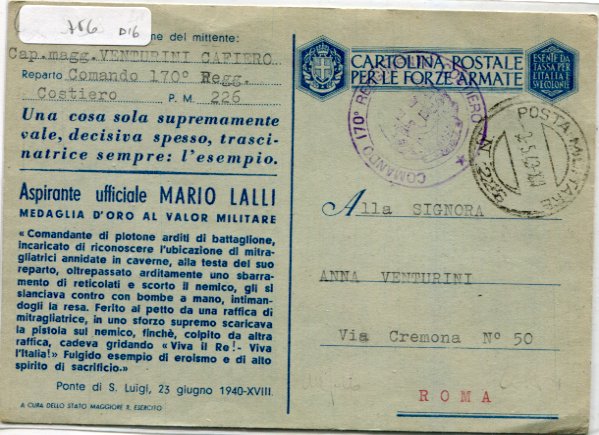 756 D16
ne del mittente:
Cap.magg. VENTURINI CAFIERO
Reparto Comando 170° Regg.
Costiero P. M. 226
Una cosa sola supremamente
vale, decisiva spesso, trasci-
natrice sempre: l'esempio.
Aspirante ufficiale MARIO LALLI
MEDAGLIA D'ORO AL VALOR MILITARE
« Comandante di plotone arditi di battaglione,
incaricato di riconoscere l'ubicazione di mitra-
gliatrici annidate in caverne, alla testa del suo
reparto, oltrepassato arditamente uno sbarra-
mento di reticolati e scorto il nemico, gli si
slanciava contro con bombe a mano, intiman-
dogli la resa. Ferito al petto da una raffica di
mitragliatrice, in uno sforzo supremo scaricava
la pistola sul nemico, finchè, colpito da altra
raffica, cadeva gridando «Viva il Re!- Viva
l'Italia!» Fulgido esempio di eroismo e di alto
spirito di sacrificio.»
Ponte di S. Luigi, 23 giugno 1940-XVIII.
A CURA DELLO STATO MAGGIORE R. ESERCITO
CARTOLINA POSTALE
PER LE FORZE ARMATE
ESENTE DA
TASSA PER
L'ITALIA E
SVE COLONIE
COMANDO 170° REGG COSTIERO
POSTA MILITARE
N. 226
Alla SIGNORA
ANNA VENTURINI
Via Cremona N° 50
ROMA